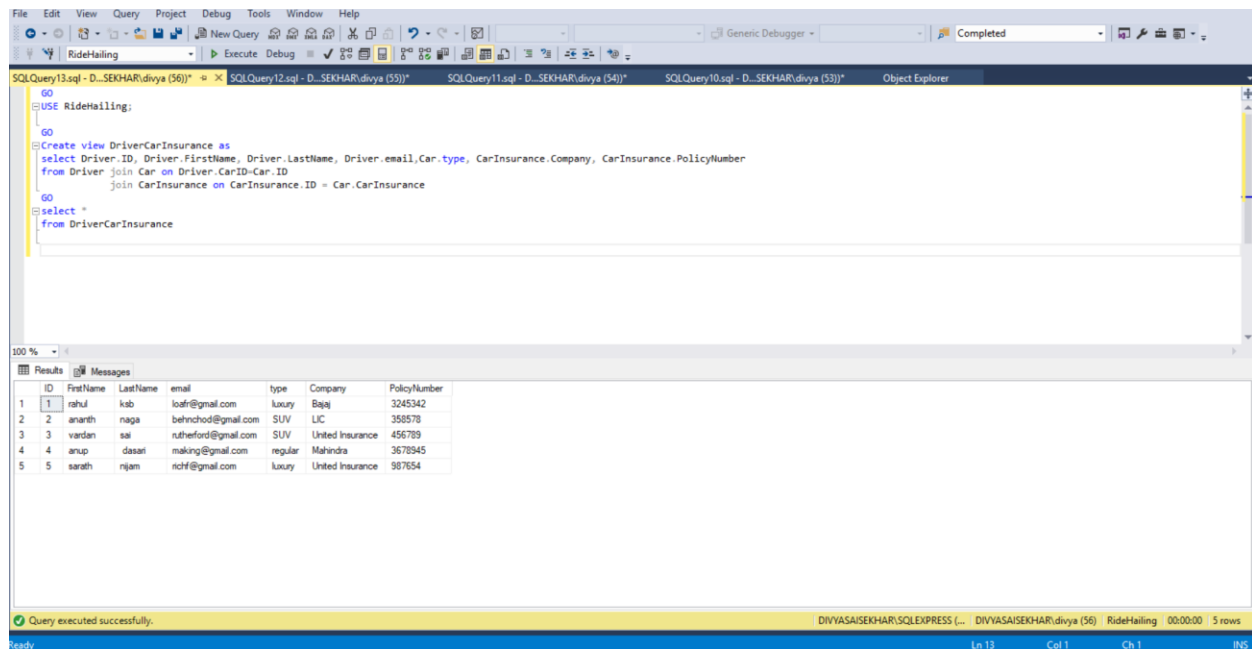 File Edit View Query Project Debug Tools Window Help
New Query Generic Debugger Completed
RideHailing Execute Debug
SQLQuery13.sql - D...SEKHAR\divya (56))* SQLQuery12.sql - D...SEKHAR\divya (55))* SQLQuery11.sql - D...SEKHAR\divya (54))* SQLQuery10.sql - D...SEKHAR\divya (53))* Object Explorer
GO
USE RideHailing;
GO
Create view DriverCarInsurance as
select Driver.ID, Driver.FirstName, Driver.LastName, Driver.email,Car.type, CarInsurance.Company, CarInsurance.PolicyNumber
from Driver join Car on Driver.CarID=Car.ID
join CarInsurance on CarInsurance.ID = Car.CarInsurance
GO
select *
from DriverCarInsurance
100 %
Results Messages
ID FirstName LastName email type Company PolicyNumber
1 1 rahul ksb loafr@gmail.com luxury Bajaj 3245342
2 2 ananth naga behnchod@gmail.com SUV LIC 358578
3 3 vardan sai rutherford@gmail.com SUV United Insurance 456789
4 4 anup dasari making@gmail.com regular Mahindra 3678945
5 5 sarath nijam richf@gmail.com luxury United Insurance 987654
Query executed successfully. DIVYASAISEKHAR\SQLEXPRESS (... DIVYASAISEKHAR\divya (56) RideHailing 00:00:00 5 rows
Ready Ln 13 Col 1 Ch 1 INS